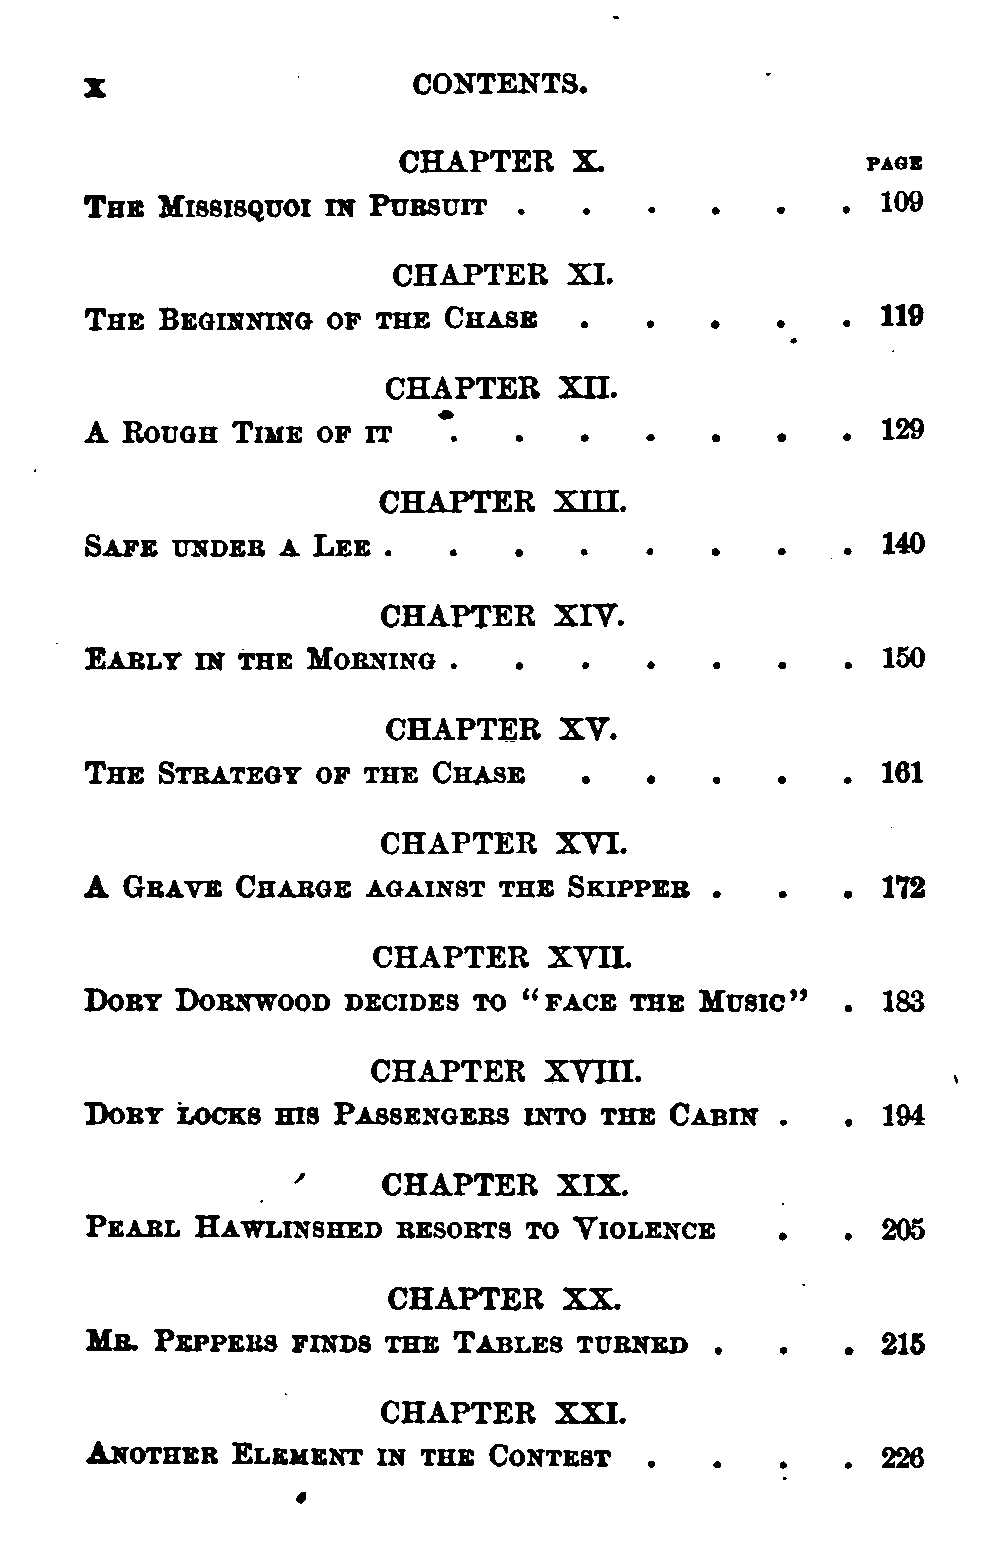 X CONTENTS.
CHAPTER X. PAGE
The Missisquoi in Pursuit . . . . . . 109
CHAPTER XI.
The Beginning of the Chase . . . . . 119
CHAPTER XII.
A Rough Time of it . . . . . . . 129
CHAPTER XIII.
Safe under a Lee . . . . . . . . 140
CHAPTER XIV.
Early in the Morning . . . . . . . 150
CHAPTER XV.
The Strategy of the Chase . . . . . 161
CHAPTER XVI.
A Grave Charge against the Skipper . . . 172
CHAPTER XVII.
Dory Dornwood decides to “face the Music” . 183
CHAPTER XVIII.
Dory locks his Passengers into the Cabin . . 194
CHAPTER XIX.
Pearl Hawlinshed resorts to Violence . . 205
CHAPTER XX.
Mr. Peppers finds the Tables turned . . . 215
CHAPTER XXI.
Another Element in the Contest . . . . 226